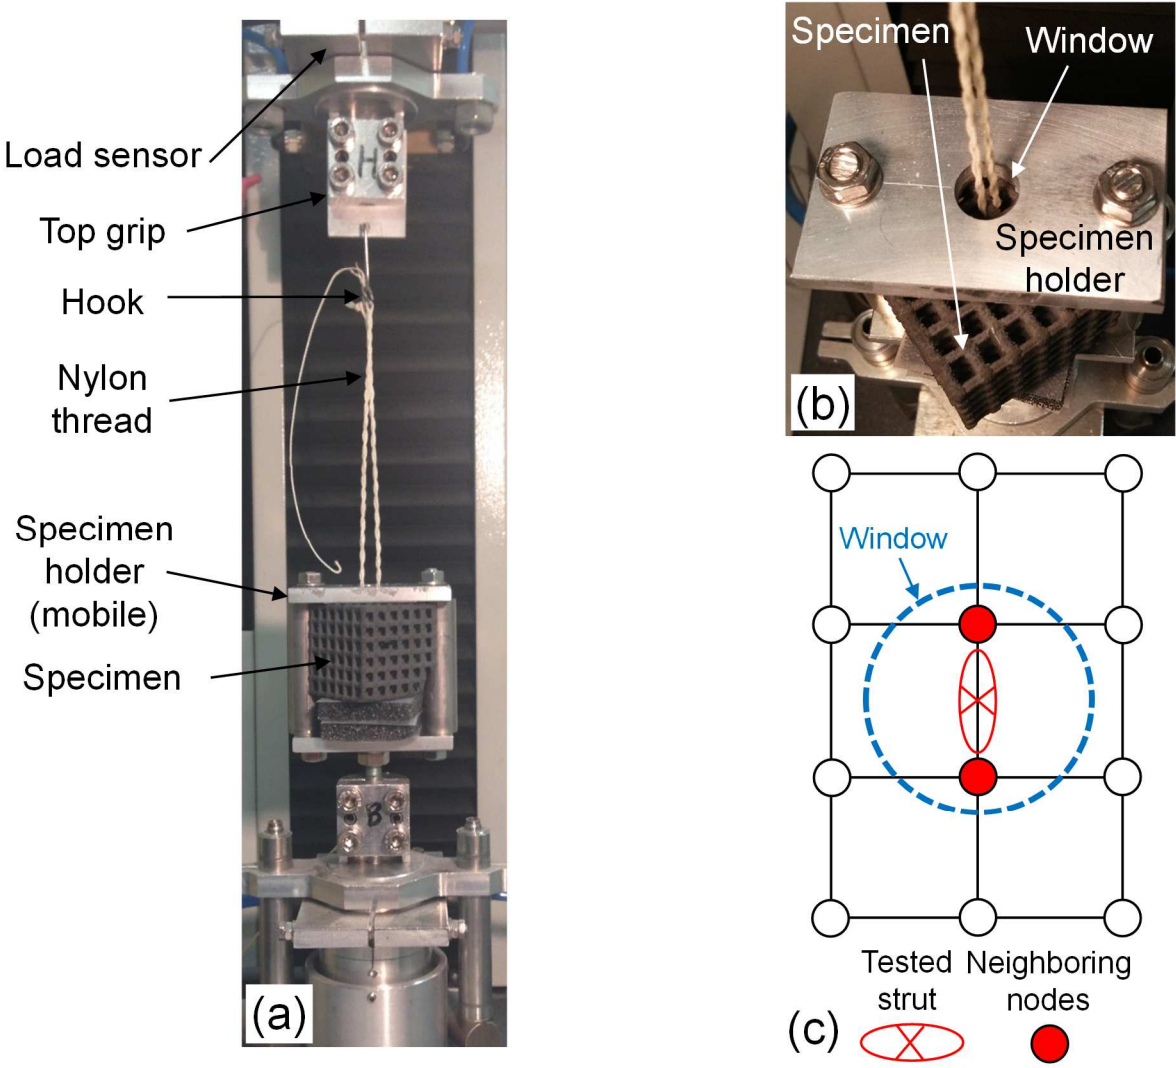 Load sensor
Top grip
Hook
Nylon
thread
Specimen
holder
(mobile)
Specimen
H
B
(a)
Specimen
Window
Specimen
holder
(b)
Window
Tested
strut
Neighboring
nodes
(c)